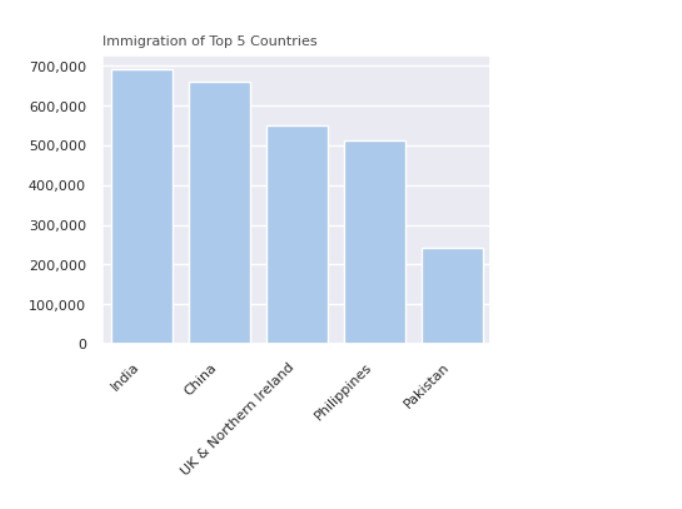 Immigration of Top 5 Countries
700,000
600,000
500,000
400,000
300,000
200,000
100,000
0
India
China
UK & Northern Ireland
Philippines
Pakistan